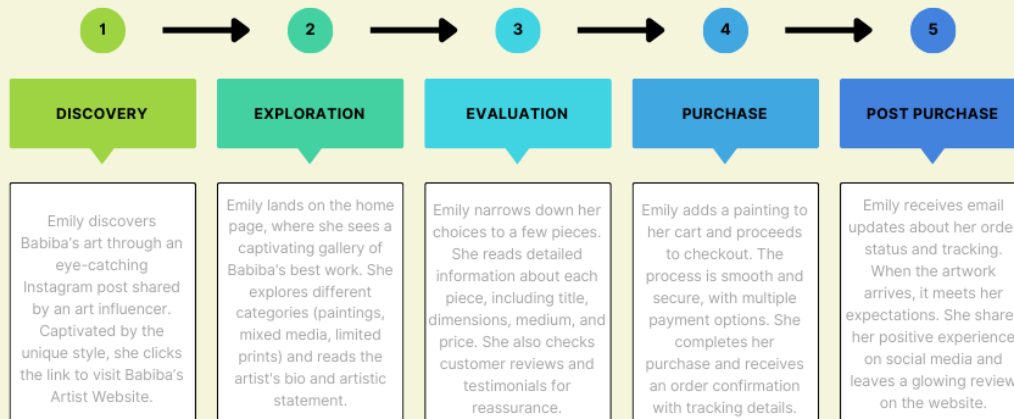 1
2
3
4
5
DISCOVERY
EXPLORATION
EVALUATION
PURCHASE
POST PURCHASE
Emily discovers
Babiba's art through an
eye-catching
Instagram post shared
by an art influencer.
Captivated by the
unique style, she clicks
the link to visit Babiba's
Artist Website.
Emily lands on the home
page, where she sees a
captivating gallery of
Babiba's best work. She
explores different
categories (paintings,
mixed media, limited
prints) and reads the
artist's bio and artistic
statement.
Emily narrows down her
choices to a few pieces.
She reads detailed
information about each
piece, including title,
dimensions, medium, and
price. She also checks
customer reviews and
testimonials for
reassurance.
Emily adds a painting to
her cart and proceeds
to checkout. The
process is smooth and
secure, with multiple
payment options. She
completes her
purchase and receives
an order confirmation
with tracking details.
Emily receives email
updates about her orde
status and tracking.
When the artwork
arrives, it meets her
expectations. She share
her positive experience
on social media and
leaves a glowing review
on the website.